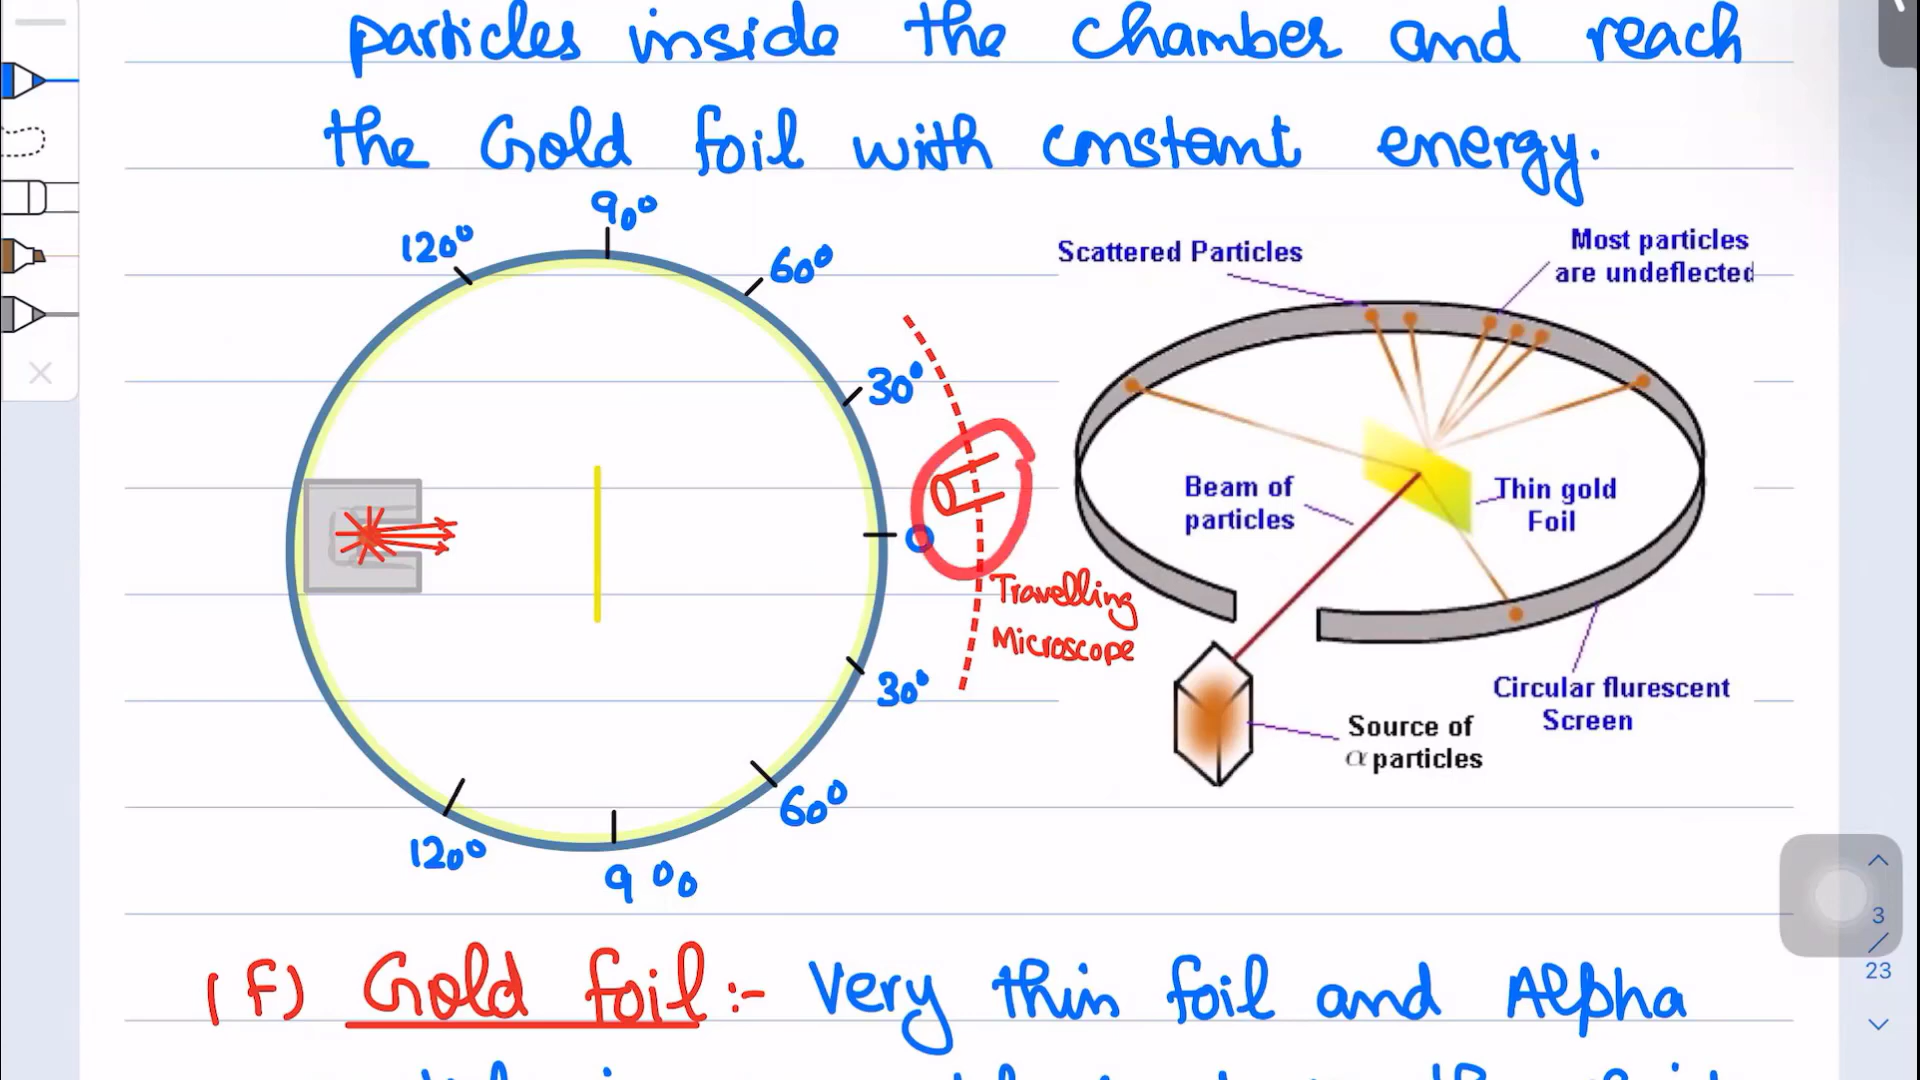 particles inside the chamber and reach
the Gold foil with constant energy.
90°
120°
60°
30°
0
Travelling
Microscope
30°
60°
120°
90°
Scattered Particles
Most particles
are undeflected
Beam of
particles
Thin gold
Foil
Circular flurescent
Screen
Source of
α particles
(F) Gold foil:- Very thin foil and Alpha
3
/
23